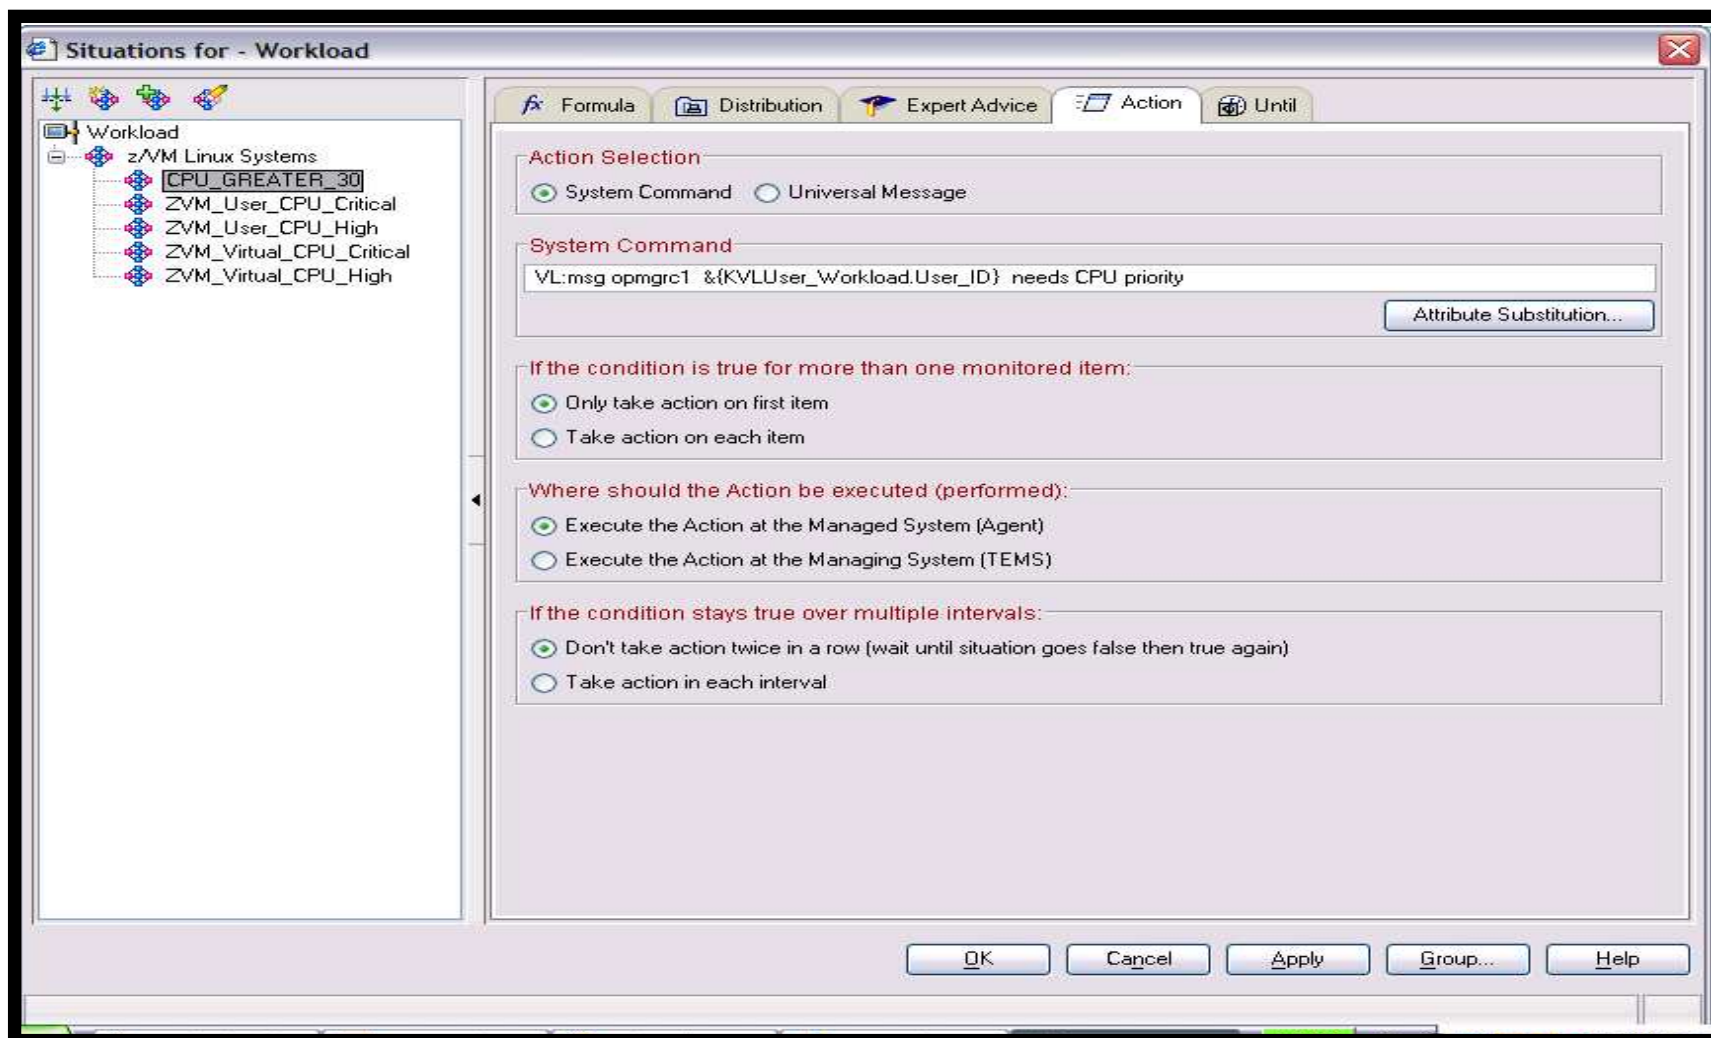 Situations for - Workload
Workload
z/VM Linux Systems
CPU_GREATER_30
ZVM_User_CPU_Critical
ZVM_User_CPU_High
ZVM_Virtual_CPU_Critical
ZVM_Virtual_CPU_High
fx Formula Distribution Expert Advice Action Until
Action Selection
System Command Universal Message
System Command
VL:msg opmgrc1 &{KVLUser_Workload.User_ID} needs CPU priority
Attribute Substitution...
If the condition is true for more than one monitored item:
Only take action on first item
Take action on each item
Where should the Action be executed (performed):
Execute the Action at the Managed System (Agent)
Execute the Action at the Managing System (TEMS)
If the condition stays true over multiple intervals:
Don't take action twice in a row (wait until situation goes false then true again)
Take action in each interval
OK Cancel Apply Group... Help